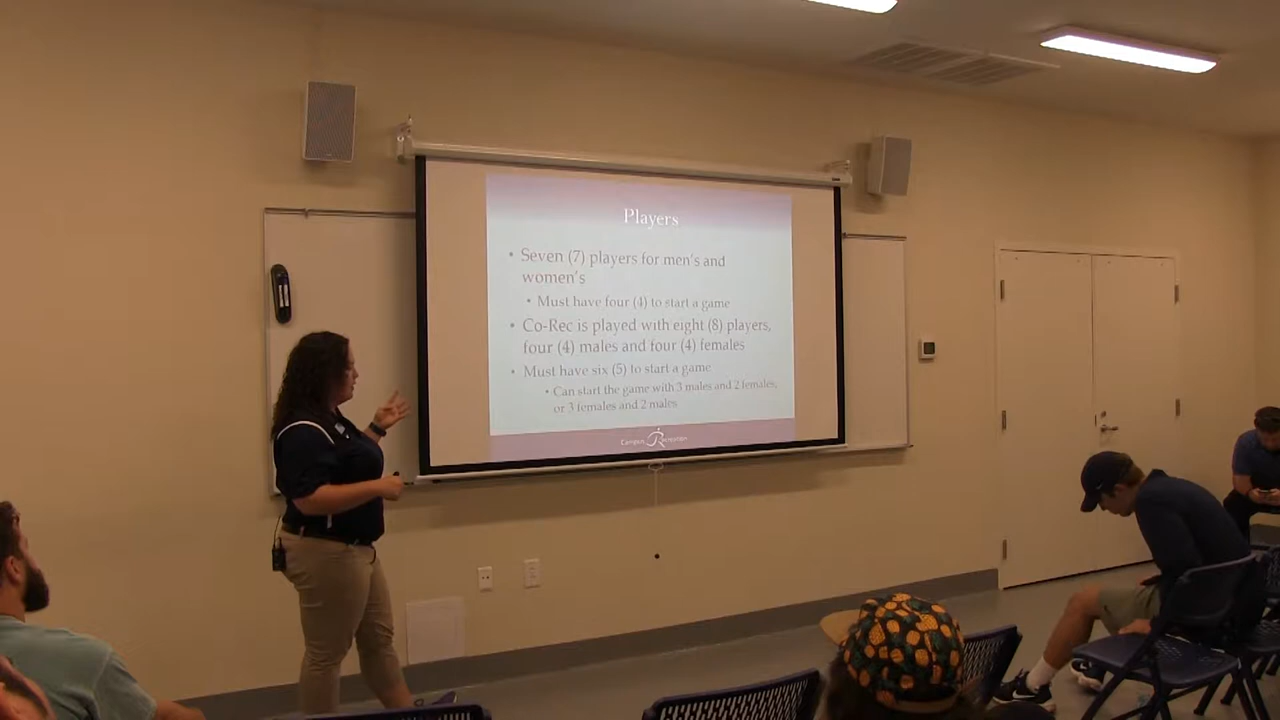 Players
• Seven (7) players for men's and
women's
• Must have four (4) to start a game
• Co-Rec is played with eight (8) players,
four (4) males and four (4) females
• Must have six (5) to start a game
• Can start the game with 3 males and 2 females,
or 3 females and 2 males
Campus Recreation